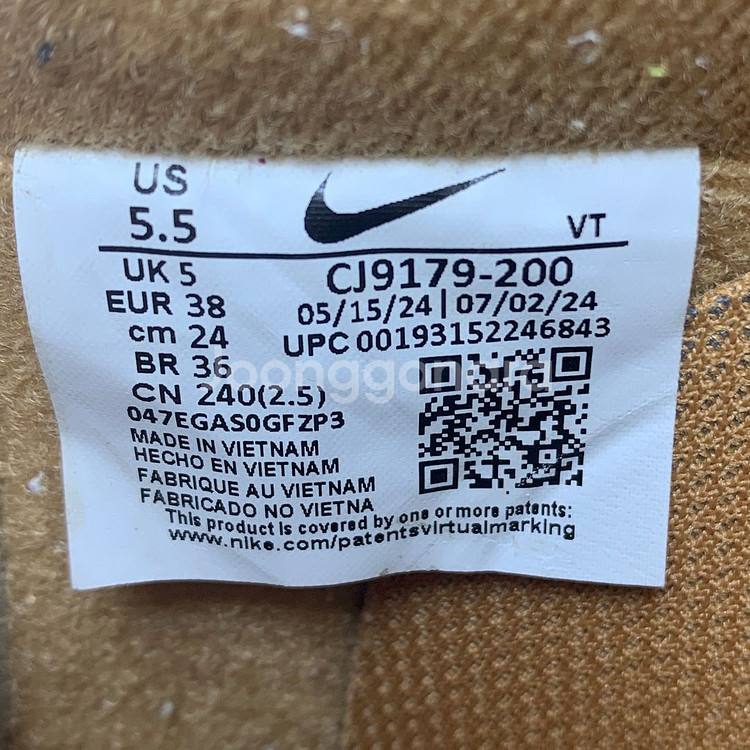 US
5.5
VT
UK 5
CJ9179-200
EUR 38
05/15/24 | 07/02/24
cm 24
UPC 00193152246843
BR 36
Joonggonara
CN 240(2.5)
047EGAS0GFZP3
MADE IN VIETNAM
HECHO EN VIETNAM
FABRIQUE AU VIETNAM
FABRICADO NO VIETNA
This product is covered by one or more patents:
www.nike.com/patentsvirtualmarking